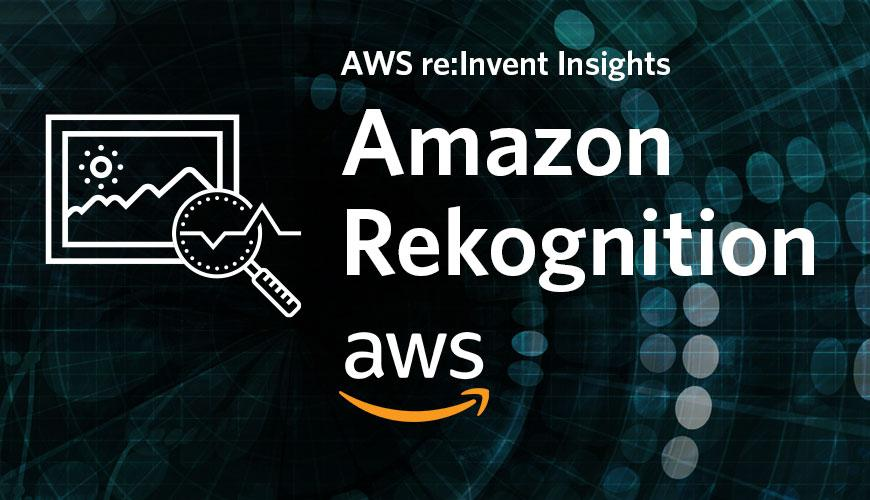 AWS re:Invent Insights
Amazon
Rekognition
aws